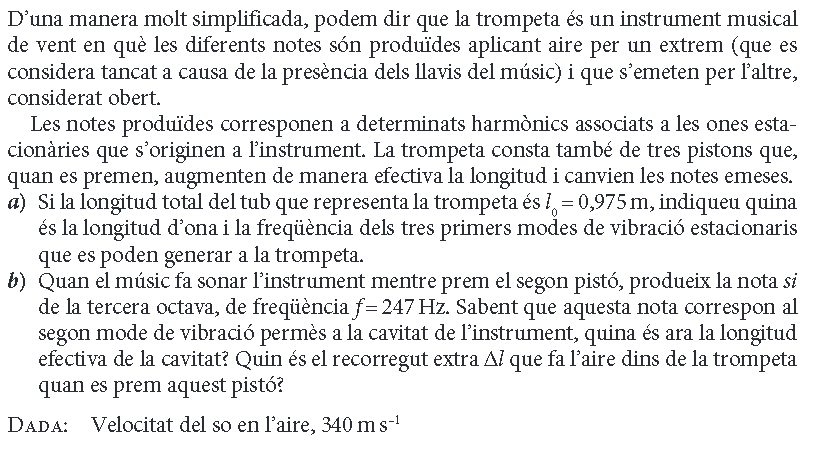 D’una manera molt simplificada, podem dir que la trompeta és un instrument musical
de vent en què les diferents notes són produïdes aplicant aire per un extrem (que es
considera tancat a causa de la presència dels llavis del músic) i que s’emeten per l’altre,
considerat obert.
Les notes produïdes corresponen a determinats harmònics associats a les ones esta-
cionàries que s’originen a l’instrument. La trompeta consta també de tres pistons que,
quan es premen, augmenten de manera efectiva la longitud i canvien les notes emeses.
a) Si la longitud total del tub que representa la trompeta és l₀ = 0,975 m, indiqueu quina
és la longitud d’ona i la freqüència dels tres primers modes de vibració estacionaris
que es poden generar a la trompeta.
b) Quan el músic fa sonar l’instrument mentre prem el segon pistó, produeix la nota si
de la tercera octava, de freqüència f = 247 Hz. Sabent que aquesta nota correspon al
segon mode de vibració permès a la cavitat de l’instrument, quina és ara la longitud
efectiva de la cavitat? Quin és el recorregut extra Δl que fa l’aire dins de la trompeta
quan es prem aquest pistó?
DADA: Velocitat del so en l’aire, 340 m s⁻¹